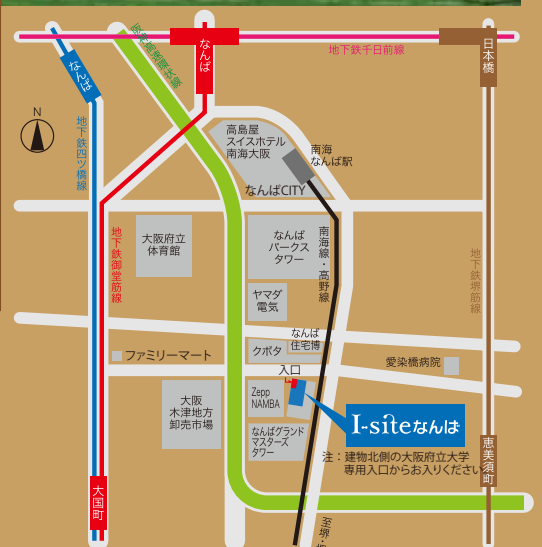 なんば
地下鉄千日前線
日本橋
なんば
阪神高速環状線
N
地下鉄四ツ橋線
高島屋
スイスホテル
南海大阪
南海
なんば駅
なんばCITY
地下鉄御堂筋線
大阪府立
体育館
なんば
パークス
タワー
南海線・高野線
地下鉄堺筋線
ヤマダ
電気
なんば
住宅博
クボタ
ファミリーマート
愛染橋病院
入口
大阪
木津地方
卸売市場
Zepp
NAMBA
I-siteなんば
なんばグランド
マスターズ
タワー
注：建物北側の大阪府立大学
専用入口からお入りください
恵美須町
大国町
至堺・